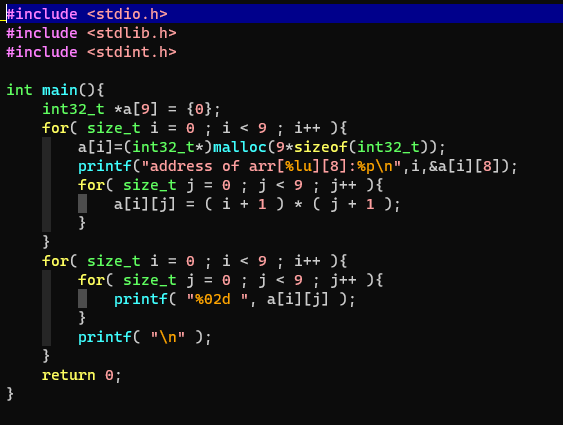 #include <stdio.h>
#include <stdlib.h>
#include <stdint.h>

int main(){
    int32_t *a[9] = {0};
    for( size_t i = 0 ; i < 9 ; i++ ){
        a[i]=(int32_t*)malloc(9*sizeof(int32_t));
        printf("address of arr[%lu][8]:%p\n",i,&a[i][8]);
        for( size_t j = 0 ; j < 9 ; j++ ){
            a[i][j] = ( i + 1 ) * ( j + 1 );
        }
    }
    for( size_t i = 0 ; i < 9 ; i++ ){
        for( size_t j = 0 ; j < 9 ; j++ ){
            printf( "%02d ", a[i][j] );
        }
        printf( "\n" );
    }
    return 0;
}